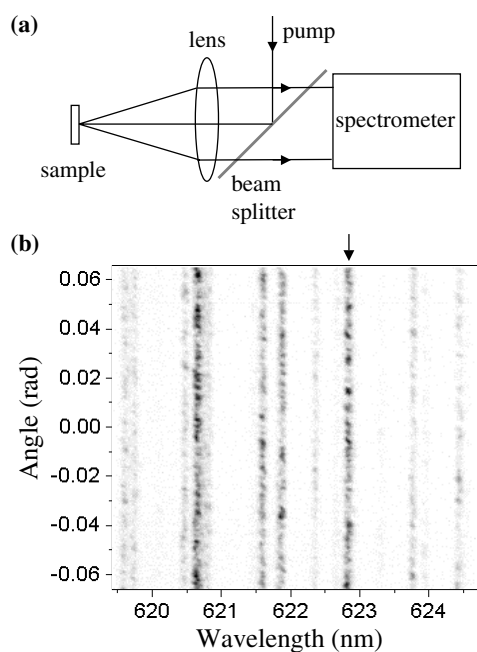 (a)
pump
lens
spectrometer
sample
beam
splitter
(b)
0.06
0.04
0.02
0.00
-0.02
-0.04
-0.06
Angle (rad)
620 621 622 623 624
Wavelength (nm)